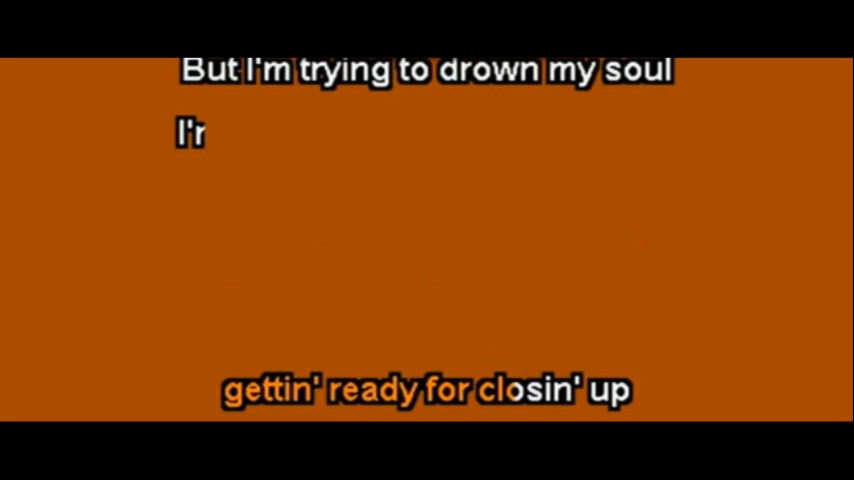 But I'm trying to drown my soul
I'r
gettin' ready for closin' up